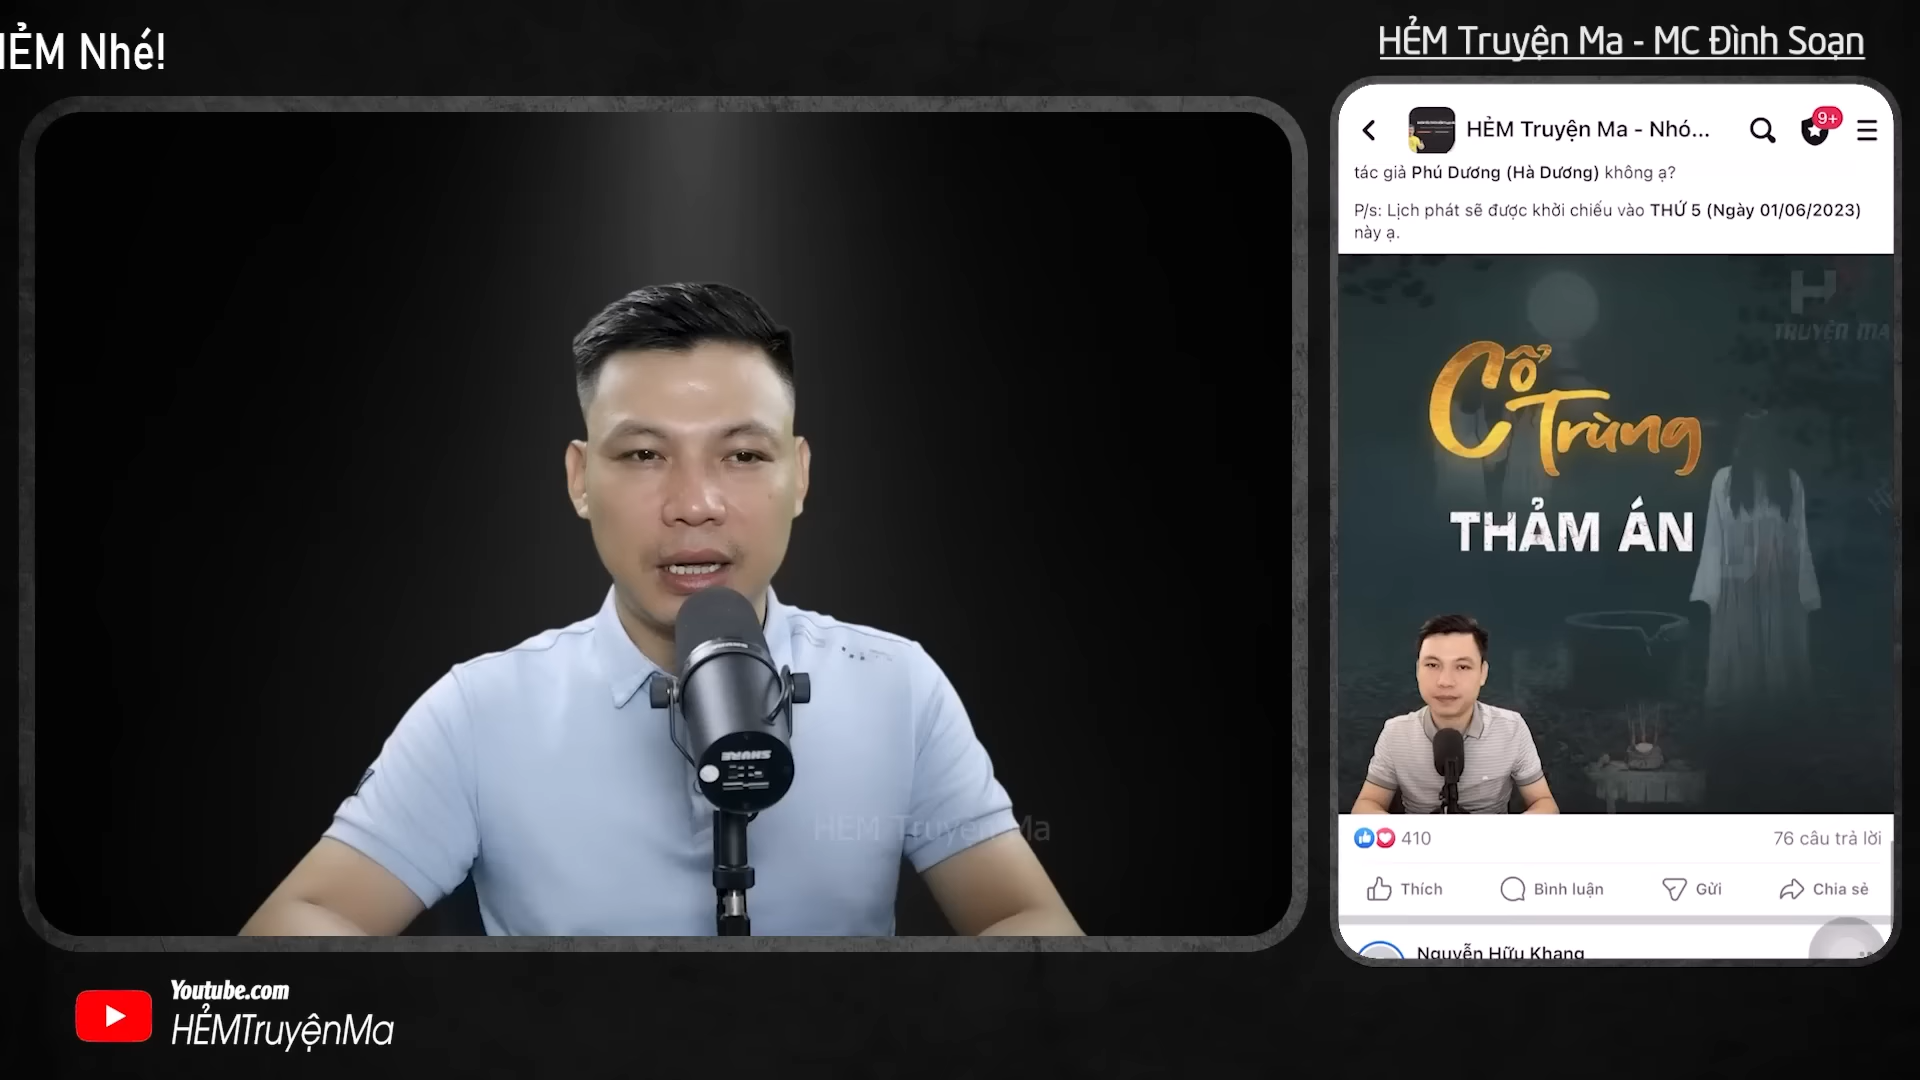 HẺM Nhé!
HẺM Truyện Ma - MC Đình Soạn
HẺM Truyện Ma - Nhó...
9+
tác giả Phú Dương (Hà Dương) không ạ?
P/s: Lịch phát sẽ được khởi chiếu vào THỨ 5 (Ngày 01/06/2023)
này ạ.
H
TRUYỆN MA
Cổ
Trùng
THẢM ÁN
SHURE
HẺM Truyện Ma
410
76 câu trả lời
Thích
Bình luận
Gửi
Chia sẻ
Nguyễn Hữu Khang
Youtube.com
HẺMTruyệnMa